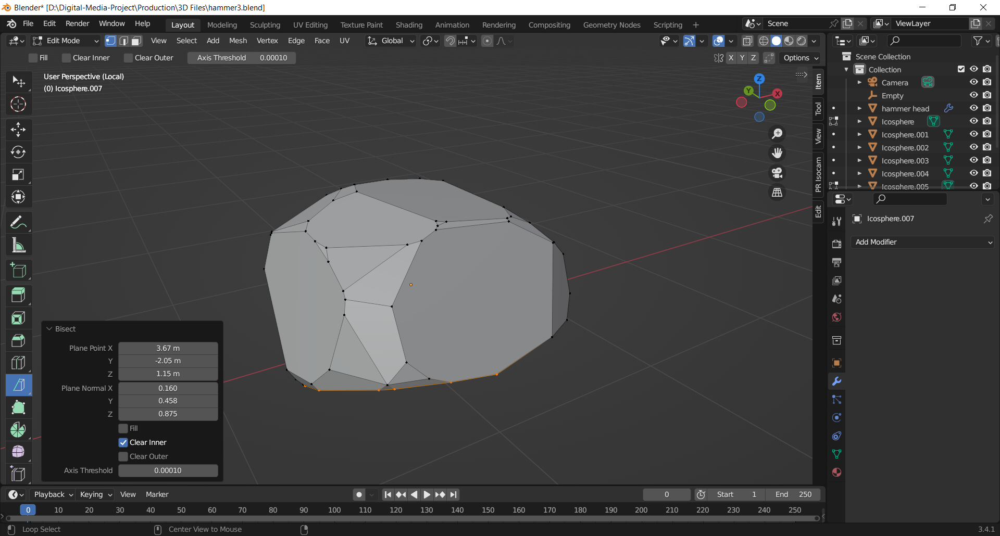 Blender* [D:\Digital-Media-Project\Production\3D Files\hammer3.blend]
File Edit Render Window Help Layout Modeling Sculpting UV Editing Texture Paint Shading Animation Rendering Compositing Geometry Nodes Scripting + Scene ViewLayer
Edit Mode View Select Add Mesh Vertex Edge Face UV Global
Fill Clear Inner Clear Outer Axis Threshold 0.00010 X Y Z Options
User Perspective (Local)
(0) Icosphere.007
Z
Y
X
Item
Tool
View
PR Isocam
Edit
Scene Collection
Collection
Camera
Empty
hammer head
Icosphere
Icosphere.001
Icosphere.002
Icosphere.003
Icosphere.004
Icosphere.005
Icosphere.007
Add Modifier
Bisect
Plane Point X 3.67 m
Y -2.05 m
Z 1.15 m
Plane Normal X 0.160
Y 0.458
Z 0.875
Fill
Clear Inner
Clear Outer
Axis Threshold 0.00010
Playback Keying View Marker 0 Start 1 End 250
0 10 20 30 40 50 60 70 80 90 100 110 120 130 140 150 160 170 180 190 200 210 220 230 240 250
Loop Select Center View to Mouse 3.4.1